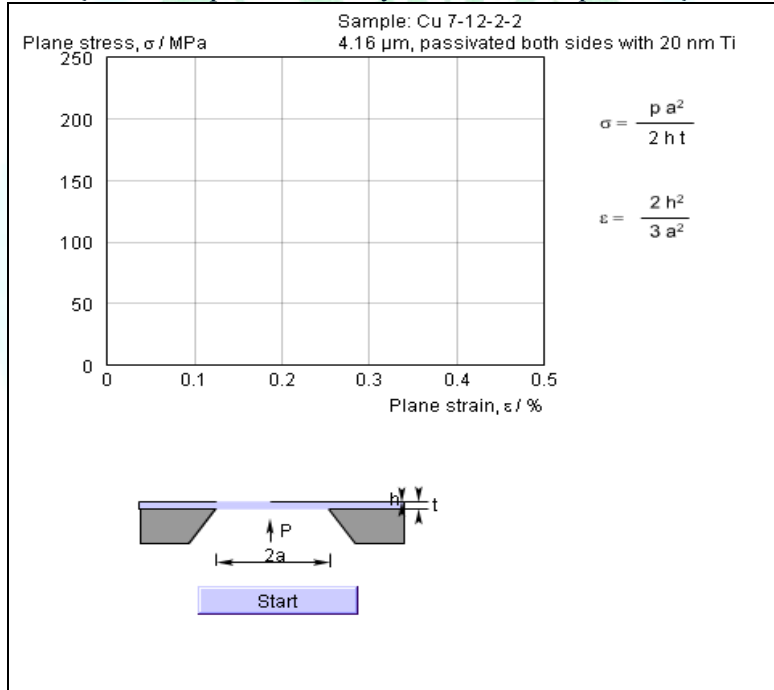 Sample: Cu 7-12-2-2
Plane stress, σ / MPa
4.16 µm, passivated both sides with 20 nm Ti
250
200
150
100
50
0
0 0.1 0.2 0.3 0.4 0.5
Plane strain, ε / %
σ = p a² / 2 h t
ε = 2 h² / 3 a²
h t
P
2a
Start